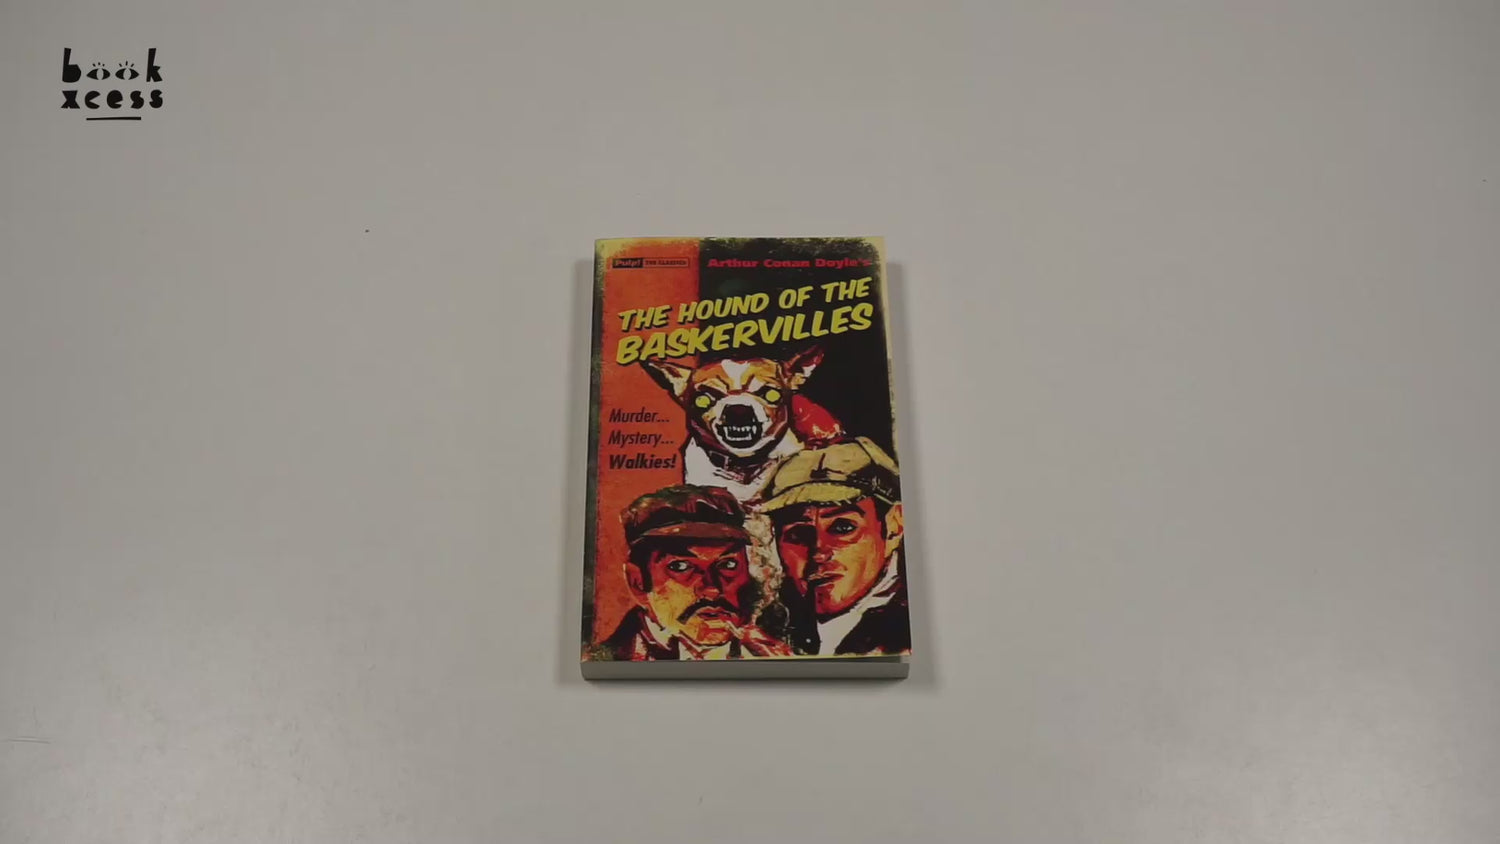 book
xcess
Pulp! THE CLASSICS
Arthur Conan Doyle's
THE HOUND OF THE
BASKERVILLES
Murder...
Mystery...
Walkies!